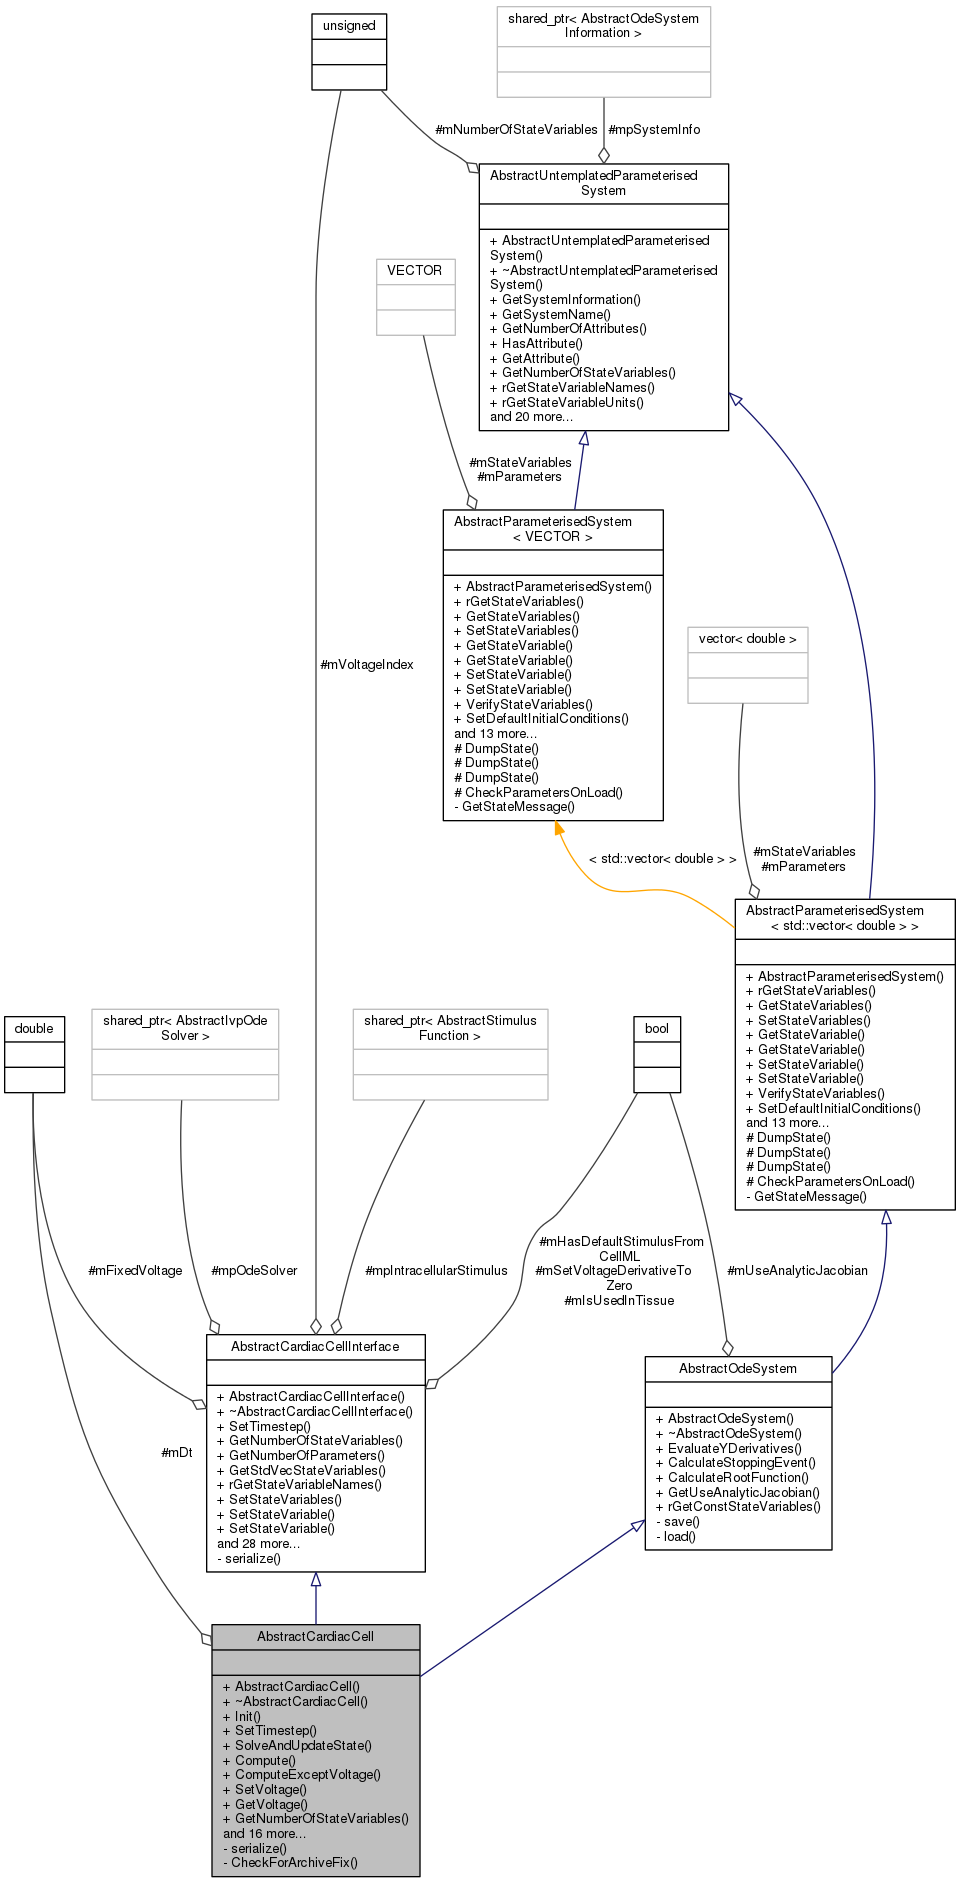 unsigned
shared_ptr< AbstractOdeSystem
Information >
#mNumberOfStateVariables
#mpSystemInfo
AbstractUntemplatedParameterised
System
+ AbstractUntemplatedParameterised
System()
+ ~AbstractUntemplatedParameterised
System()
+ GetSystemInformation()
+ GetSystemName()
+ GetNumberOfAttributes()
+ HasAttribute()
+ GetAttribute()
+ GetNumberOfStateVariables()
+ rGetStateVariableNames()
+ rGetStateVariableUnits()
and 20 more...
VECTOR
#mStateVariables
#mParameters
AbstractParameterisedSystem
< VECTOR >
+ AbstractParameterisedSystem()
+ rGetStateVariables()
+ GetStateVariables()
+ SetStateVariables()
+ GetStateVariable()
+ GetStateVariable()
+ SetStateVariable()
+ SetStateVariable()
+ VerifyStateVariables()
+ SetDefaultInitialConditions()
and 13 more...
# DumpState()
# DumpState()
# DumpState()
# CheckParametersOnLoad()
- GetStateMessage()
#mVoltageIndex
vector< double >
< std::vector< double > >
#mStateVariables
#mParameters
AbstractParameterisedSystem
< std::vector< double > >
+ AbstractParameterisedSystem()
+ rGetStateVariables()
+ GetStateVariables()
+ SetStateVariables()
+ GetStateVariable()
+ GetStateVariable()
+ SetStateVariable()
+ SetStateVariable()
+ VerifyStateVariables()
+ SetDefaultInitialConditions()
and 13 more...
# DumpState()
# DumpState()
# DumpState()
# CheckParametersOnLoad()
- GetStateMessage()
double
shared_ptr< AbstractIvpOde
Solver >
shared_ptr< AbstractStimulus
Function >
bool
#mFixedVoltage
#mpOdeSolver
#mpIntracellularStimulus
#mHasDefaultStimulusFrom
CellML
#mSetVoltageDerivativeTo
Zero
#mIsUsedInTissue
#mUseAnalyticJacobian
AbstractCardiacCellInterface
+ AbstractCardiacCellInterface()
+ ~AbstractCardiacCellInterface()
+ SetTimestep()
+ GetNumberOfStateVariables()
+ GetNumberOfParameters()
+ GetStdVecStateVariables()
+ rGetStateVariableNames()
+ SetStateVariables()
+ SetStateVariable()
+ SetStateVariable()
and 28 more...
- serialize()
#mDt
AbstractOdeSystem
+ AbstractOdeSystem()
+ ~AbstractOdeSystem()
+ EvaluateYDerivatives()
+ CalculateStoppingEvent()
+ CalculateRootFunction()
+ GetUseAnalyticJacobian()
+ rGetConstStateVariables()
- save()
- load()
AbstractCardiacCell
+ AbstractCardiacCell()
+ ~AbstractCardiacCell()
+ Init()
+ SetTimestep()
+ SolveAndUpdateState()
+ Compute()
+ ComputeExceptVoltage()
+ SetVoltage()
+ GetVoltage()
+ GetNumberOfStateVariables()
and 16 more...
- serialize()
- CheckForArchiveFix()